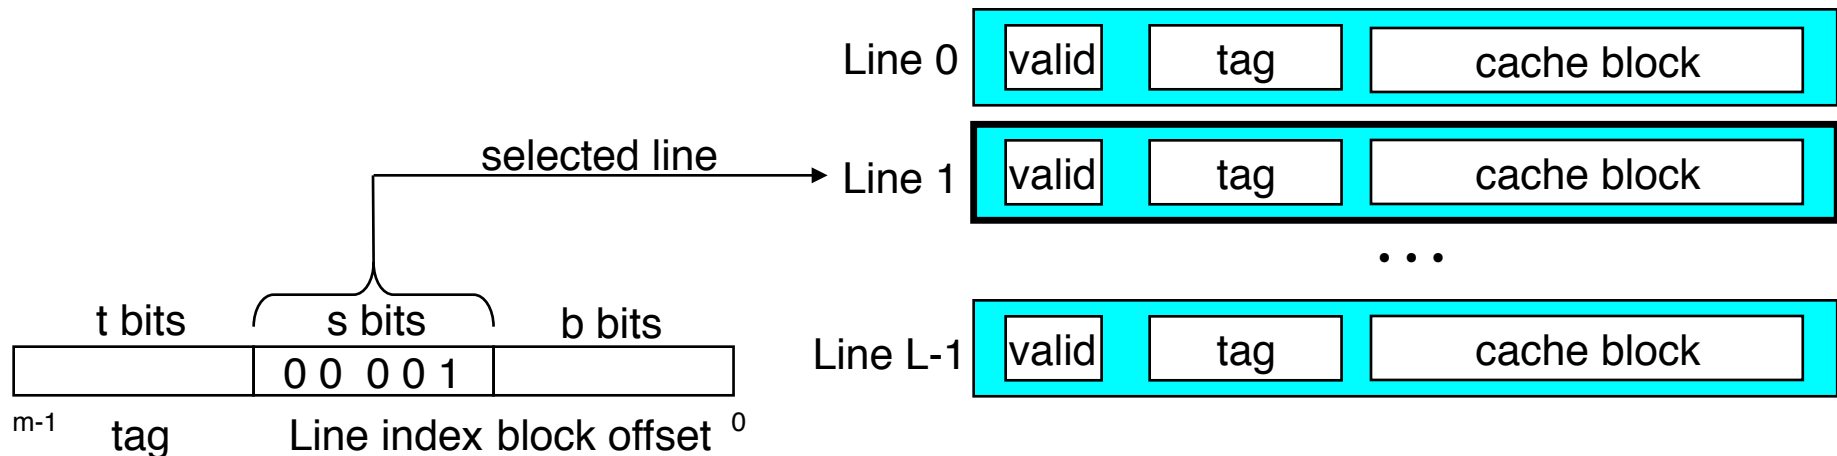 Line 0 valid tag cache block
selected line
Line 1 valid tag cache block
• • •
t bits s bits b bits
Line L-1 valid tag cache block
0 0 0 0 1
m-1 tag Line index block offset 0